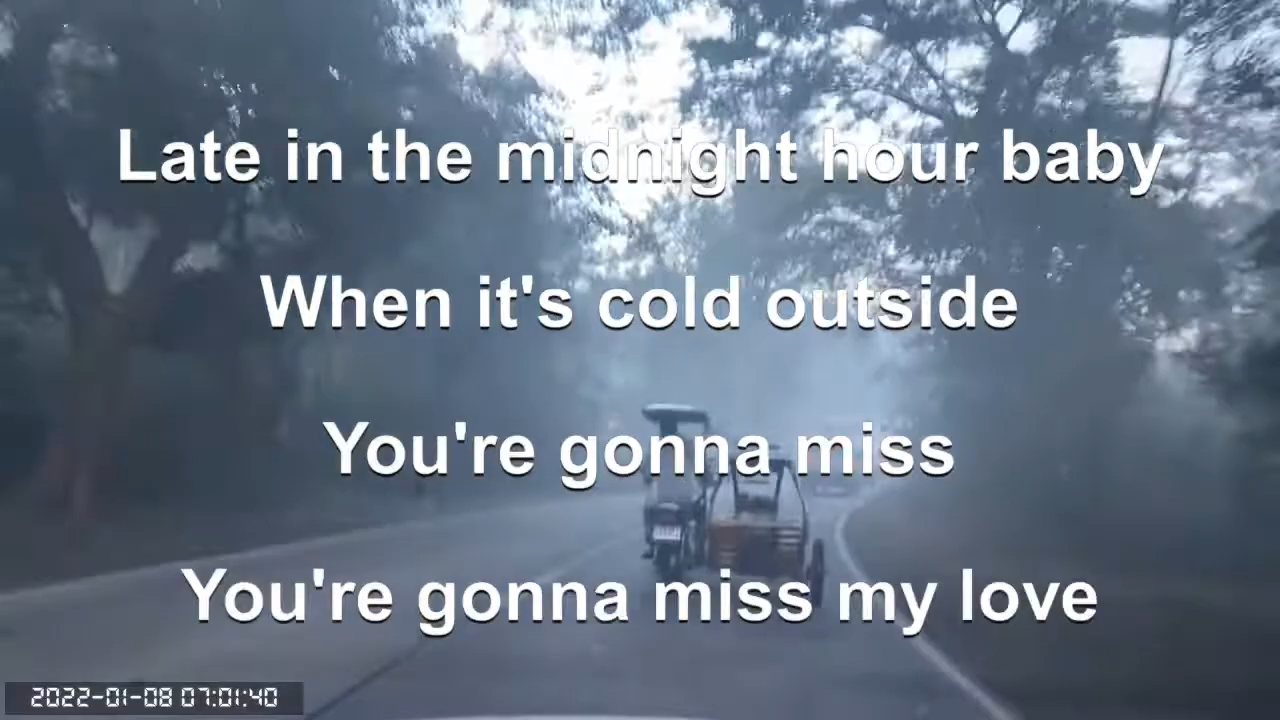 Late in the midnight hour baby
When it's cold outside
You're gonna miss
You're gonna miss my love
2022-01-08 07:01:40